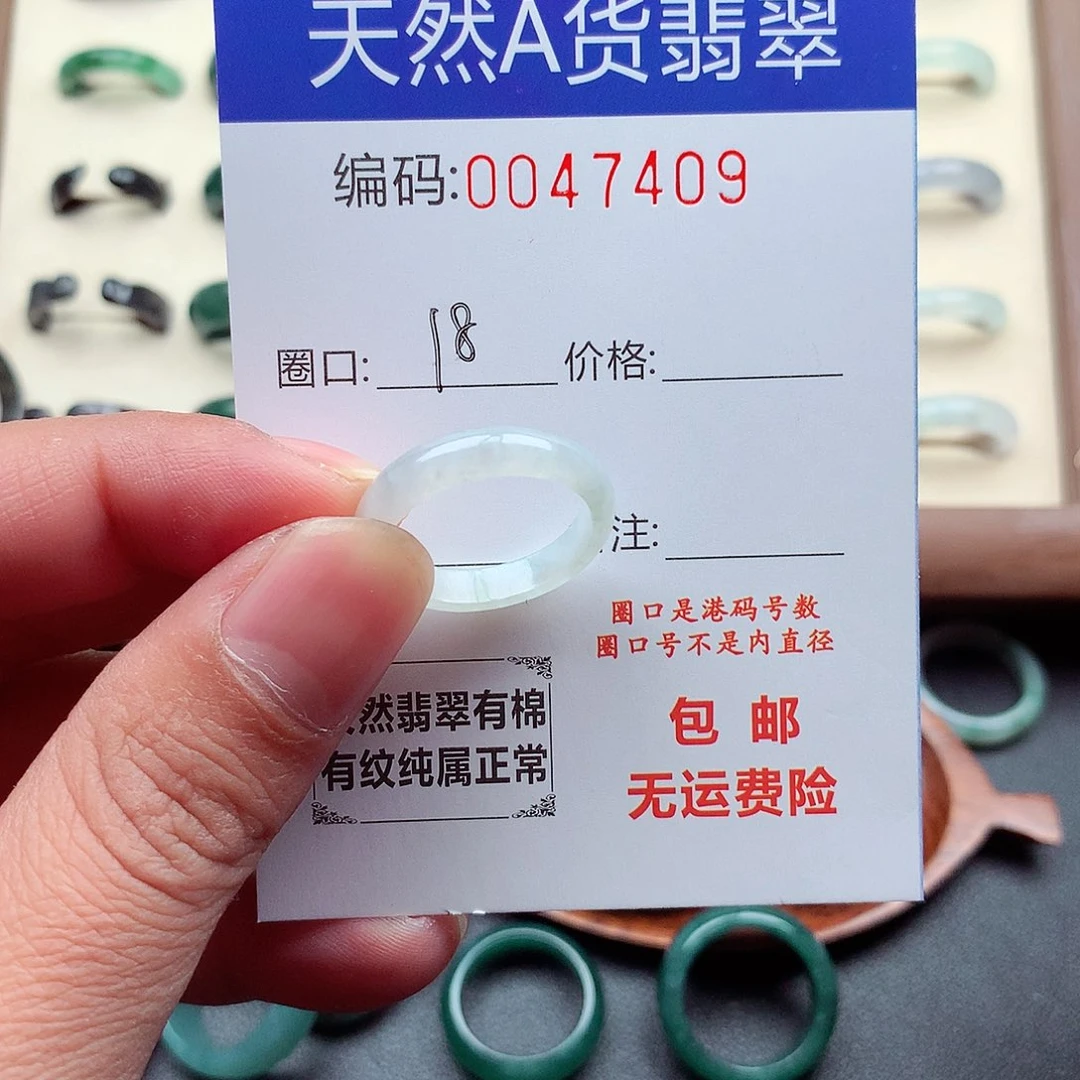 天然A货翡翠
编码:0047409
圈口: 18 价格:
注:
圈口是港码号数
圈口号不是内直径
然翡翠有棉
有纹纯属正常
包 邮
无运费险